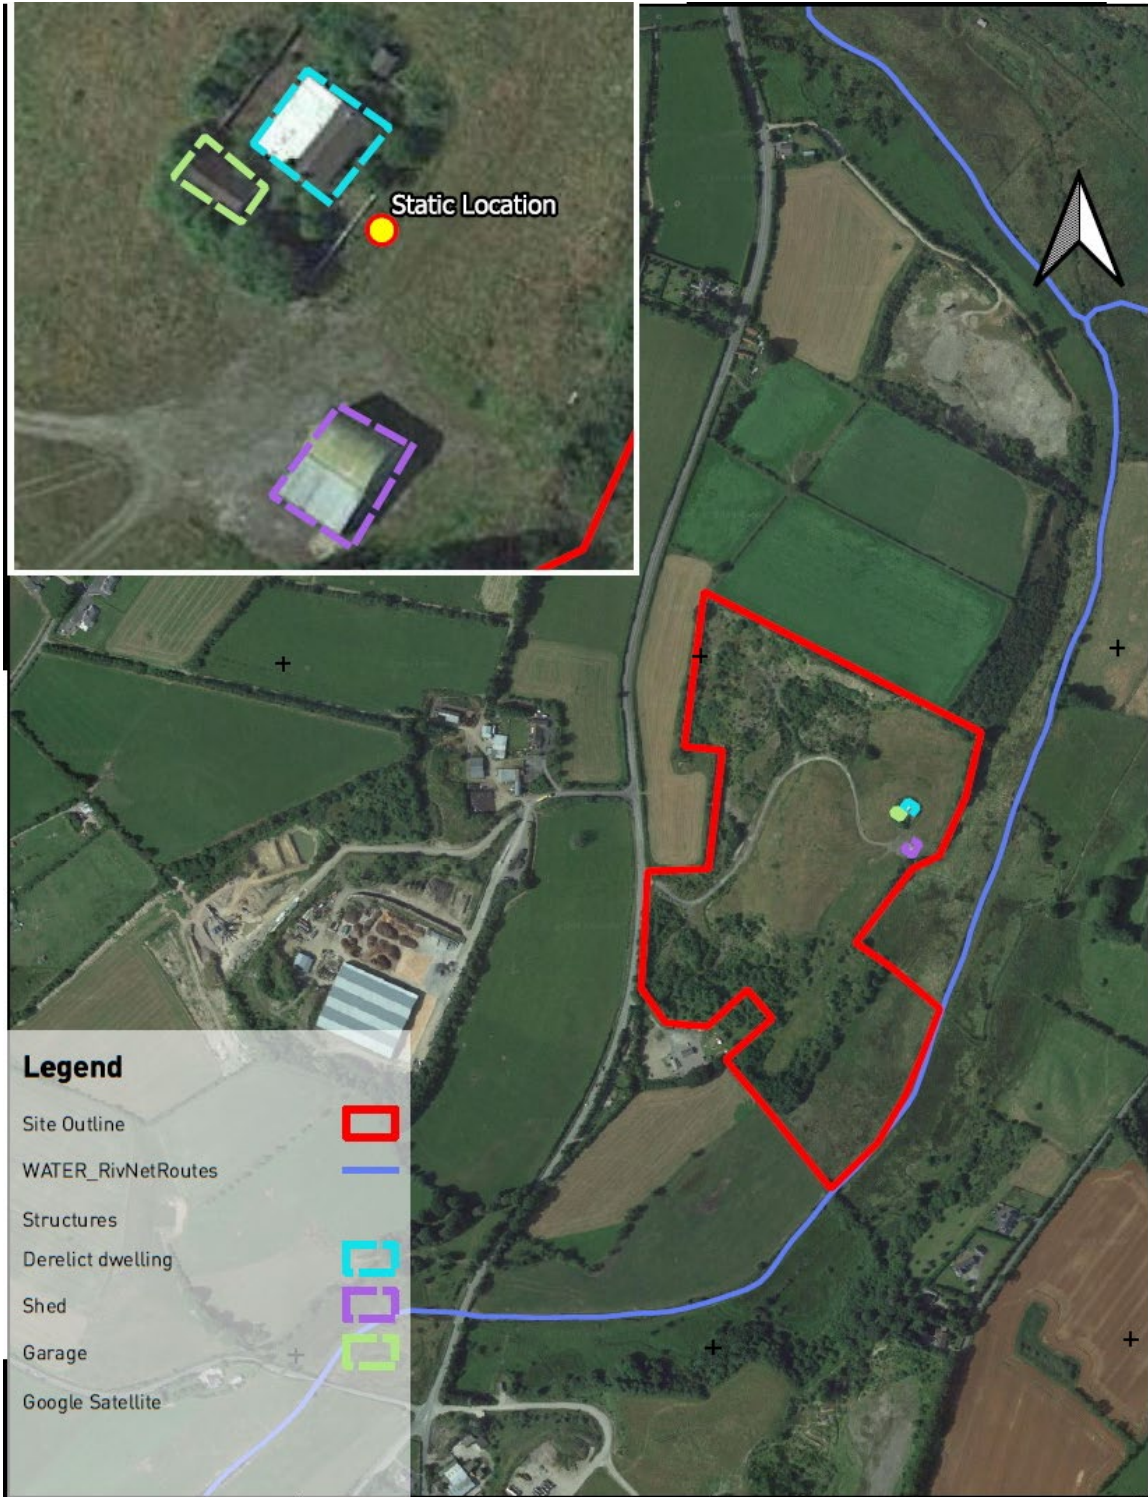 Static Location
Legend
Site Outline
WATER_RivNetRoutes
Structures
Derelict dwelling
Shed
Garage
Google Satellite